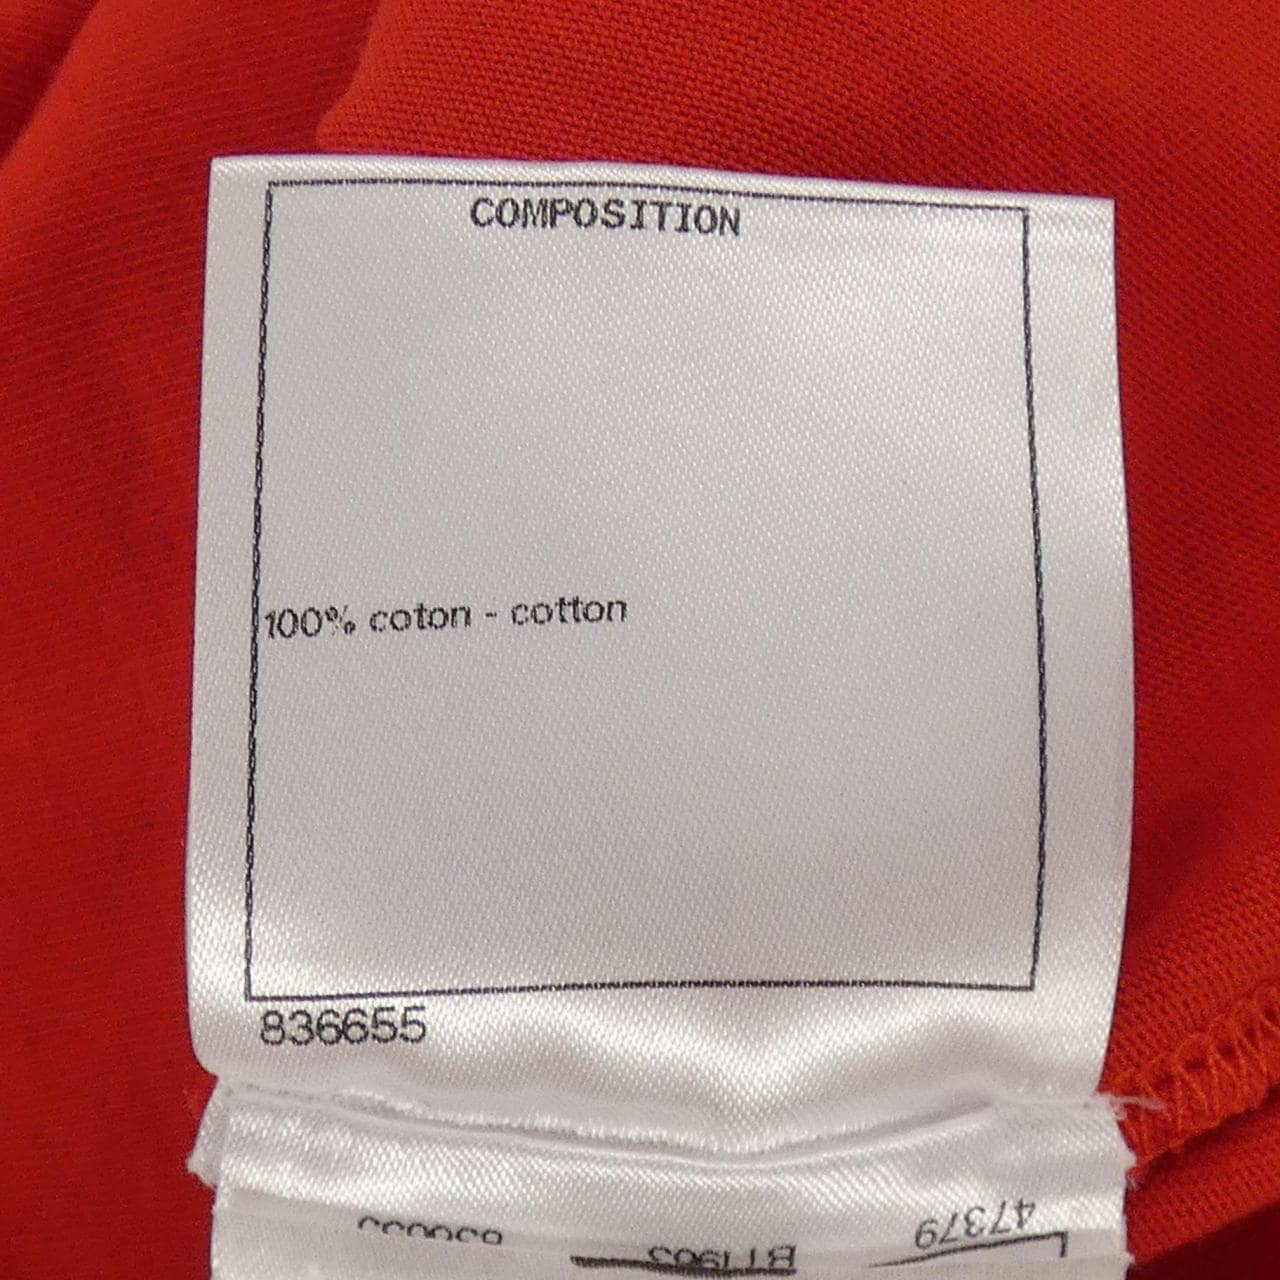 COMPOSITION
100% coton - cotton
836655
47379